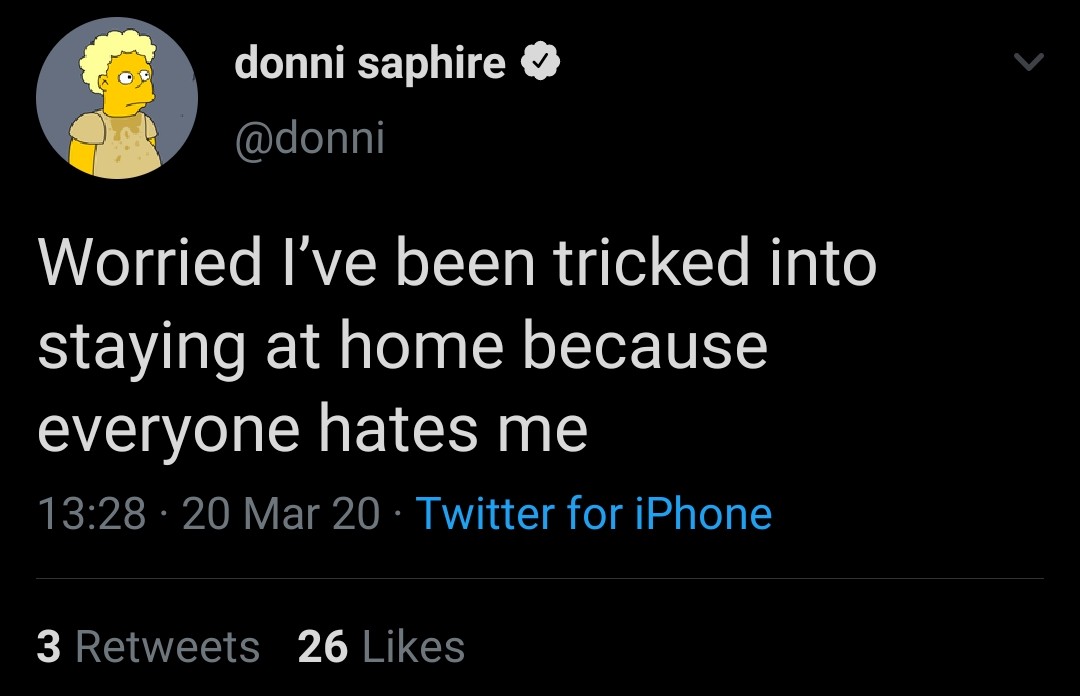 donni saphire
@donni
Worried I’ve been tricked into
staying at home because
everyone hates me
13:28 · 20 Mar 20 · Twitter for iPhone
3 Retweets 26 Likes